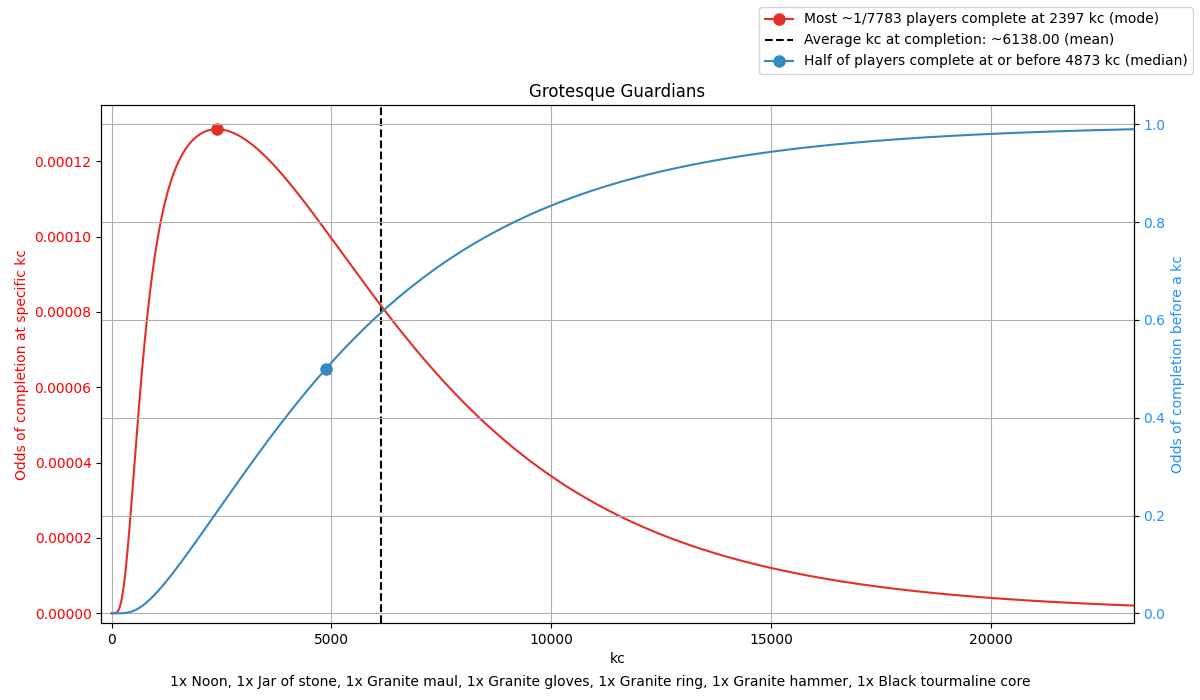 Most ~1/7783 players complete at 2397 kc (mode)
Average kc at completion: ~6138.00 (mean)
Half of players complete at or before 4873 kc (median)
Grotesque Guardians
Odds of completion at specific kc
0.00012
0.00010
0.00008
0.00006
0.00004
0.00002
0.00000
1.0
0.8
0.6
0.4
0.2
0.0
Odds of completion before a kc
0
5000
10000
15000
20000
kc
1x Noon, 1x Jar of stone, 1x Granite maul, 1x Granite gloves, 1x Granite ring, 1x Granite hammer, 1x Black tourmaline core